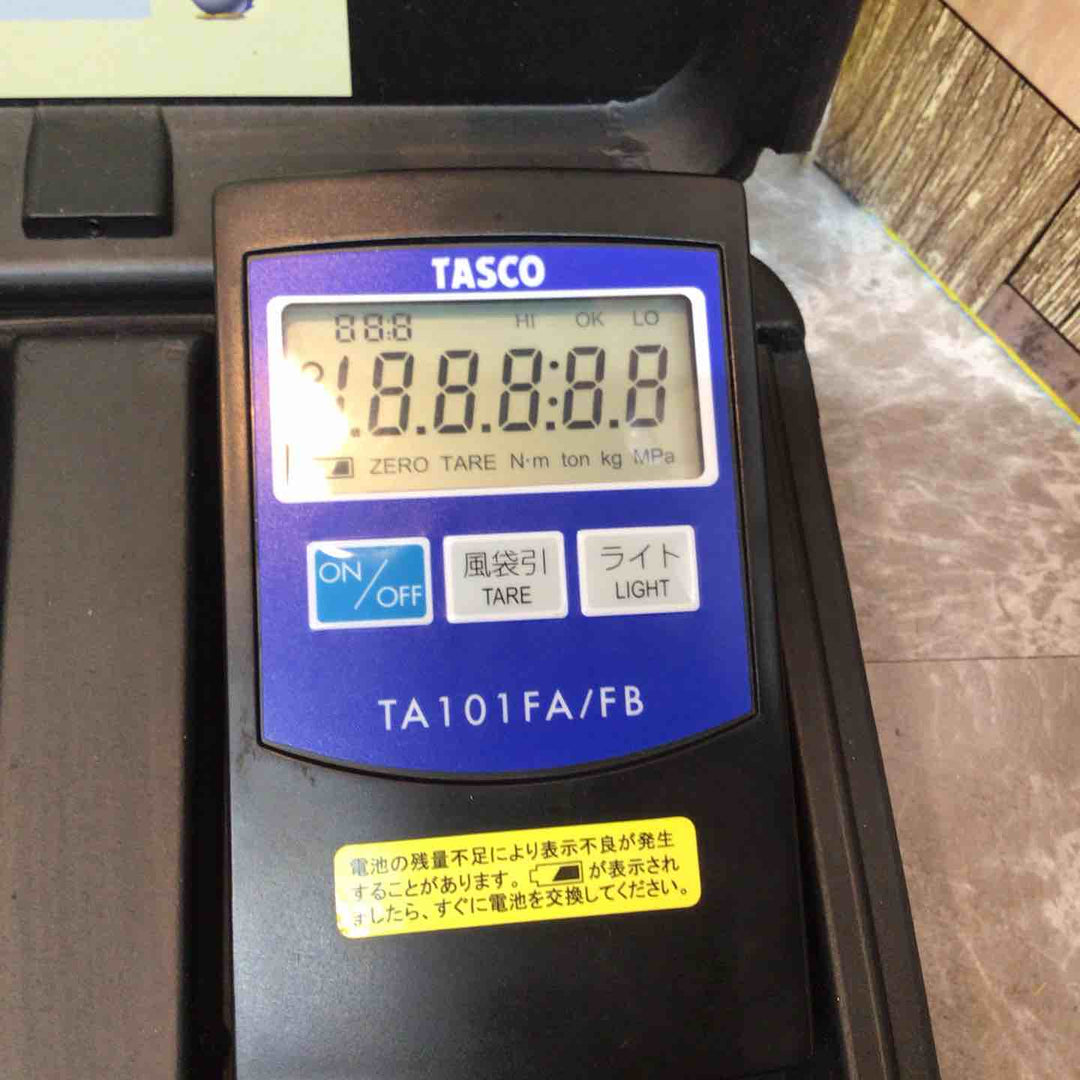 TASCO
88:8 HI OK LO
18.8.8:8.8
ZERO TARE N·m ton kg MPa
ON/OFF
風袋引
TARE
ライト
LIGHT
TA101FA/FB
電池の残量不足により表示不良が発生
することがあります。が表示され
ましたら、すぐに電池を交換してください。